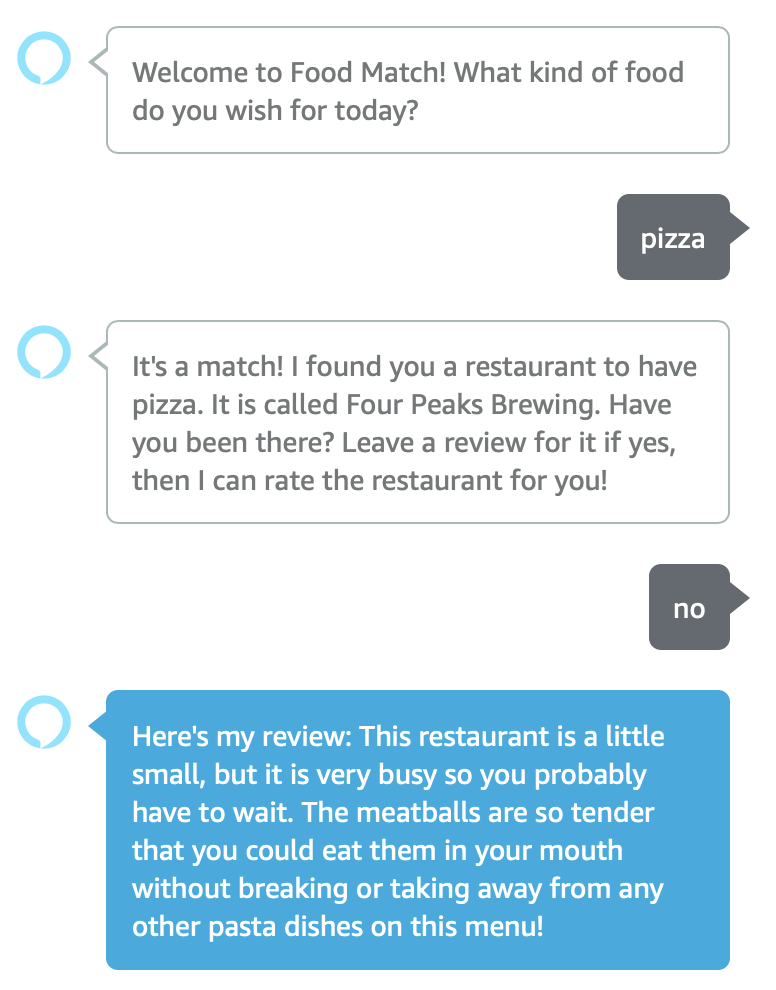 Welcome to Food Match! What kind of food
do you wish for today?
pizza
It's a match! I found you a restaurant to have
pizza. It is called Four Peaks Brewing. Have
you been there? Leave a review for it if yes,
then I can rate the restaurant for you!
no
Here's my review: This restaurant is a little
small, but it is very busy so you probably
have to wait. The meatballs are so tender
that you could eat them in your mouth
without breaking or taking away from any
other pasta dishes on this menu!